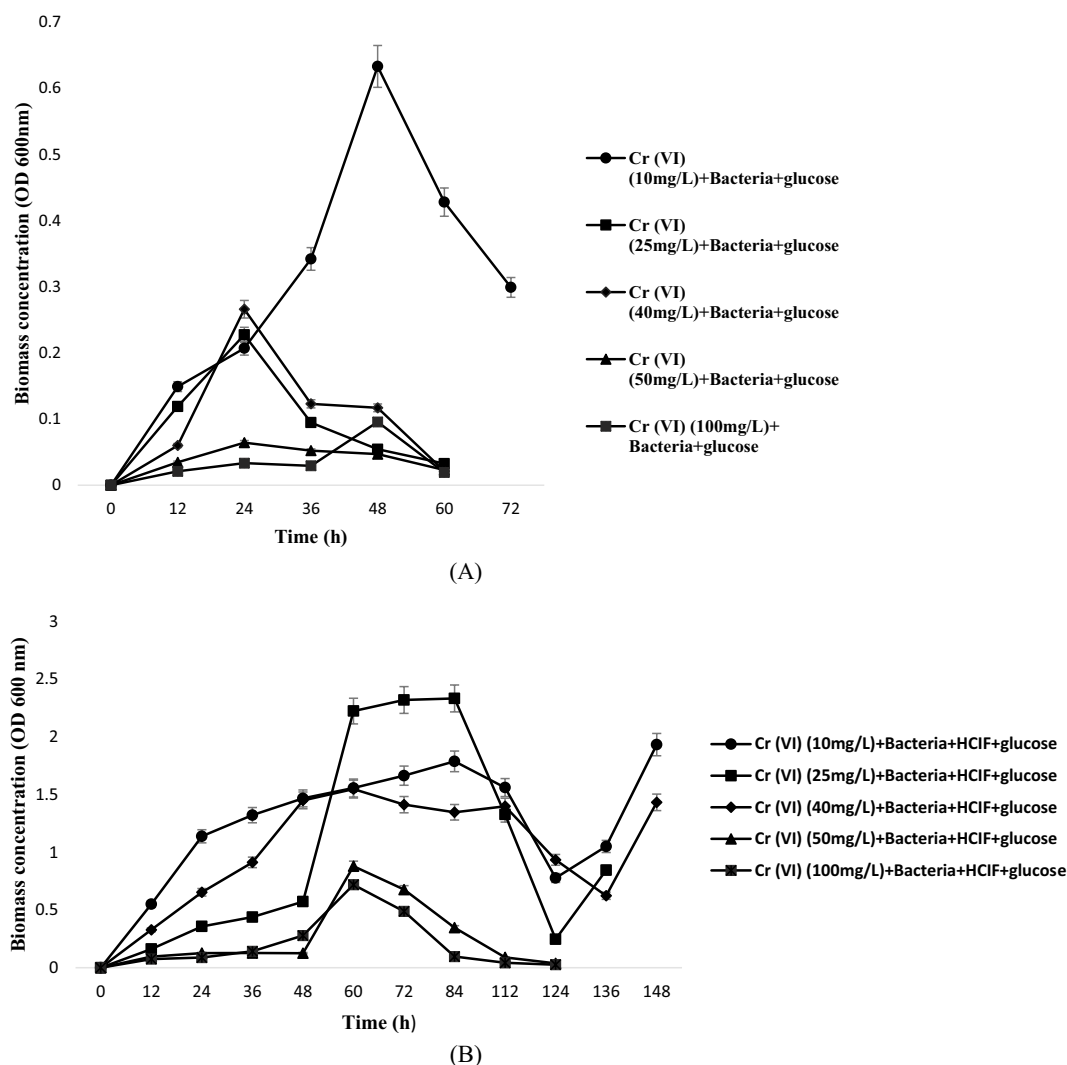 0.7
0.6
0.5
0.4
0.3
0.2
0.1
0
Biomass concentration (OD 600nm)
0 12 24 36 48 60 72
Time (h)
Cr (VI)
(10mg/L)+Bacteria+glucose
Cr (VI)
(25mg/L)+Bacteria+glucose
Cr (VI)
(40mg/L)+Bacteria+glucose
Cr (VI)
(50mg/L)+Bacteria+glucose
Cr (VI) (100mg/L)+
Bacteria+glucose
(A)
3
2.5
2
1.5
1
0.5
0
Biomass concentration (OD 600 nm)
0 12 24 36 48 60 72 84 112 124 136 148
Time (h)
Cr (VI) (10mg/L)+Bacteria+HCIF+glucose
Cr (VI) (25mg/L)+Bacteria+HCIF+glucose
Cr (VI) (40mg/L)+Bacteria+HCIF+glucose
Cr (VI) (50mg/L)+Bacteria+HCIF+glucose
Cr (VI) (100mg/L)+Bacteria+HCIF+glucose
(B)